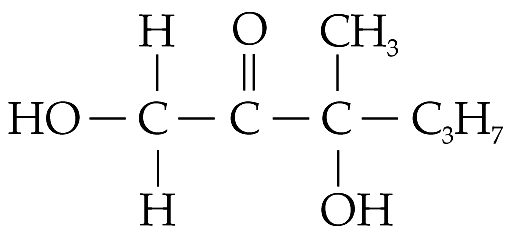 H O CH₃
HO – C – C – C – C₃H₇
H OH